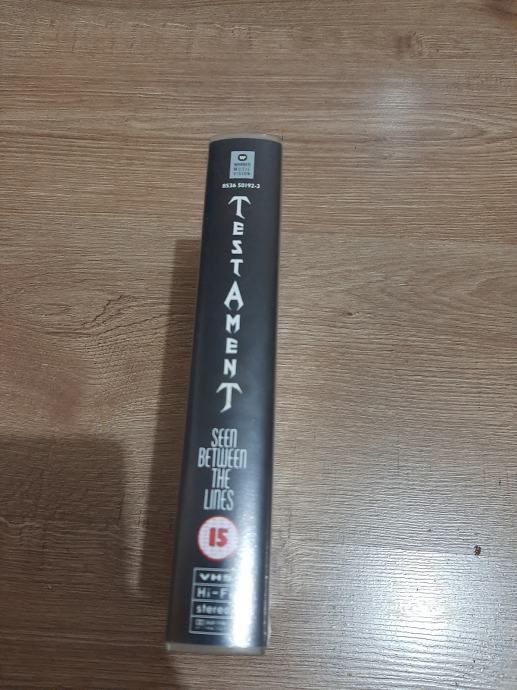 WARNER
MUSIC
VISION
8536 50192-3
TESTAMENT
SEEN
BETWEEN
THE
LINES
15
VHS
Hi-Fi
stereo